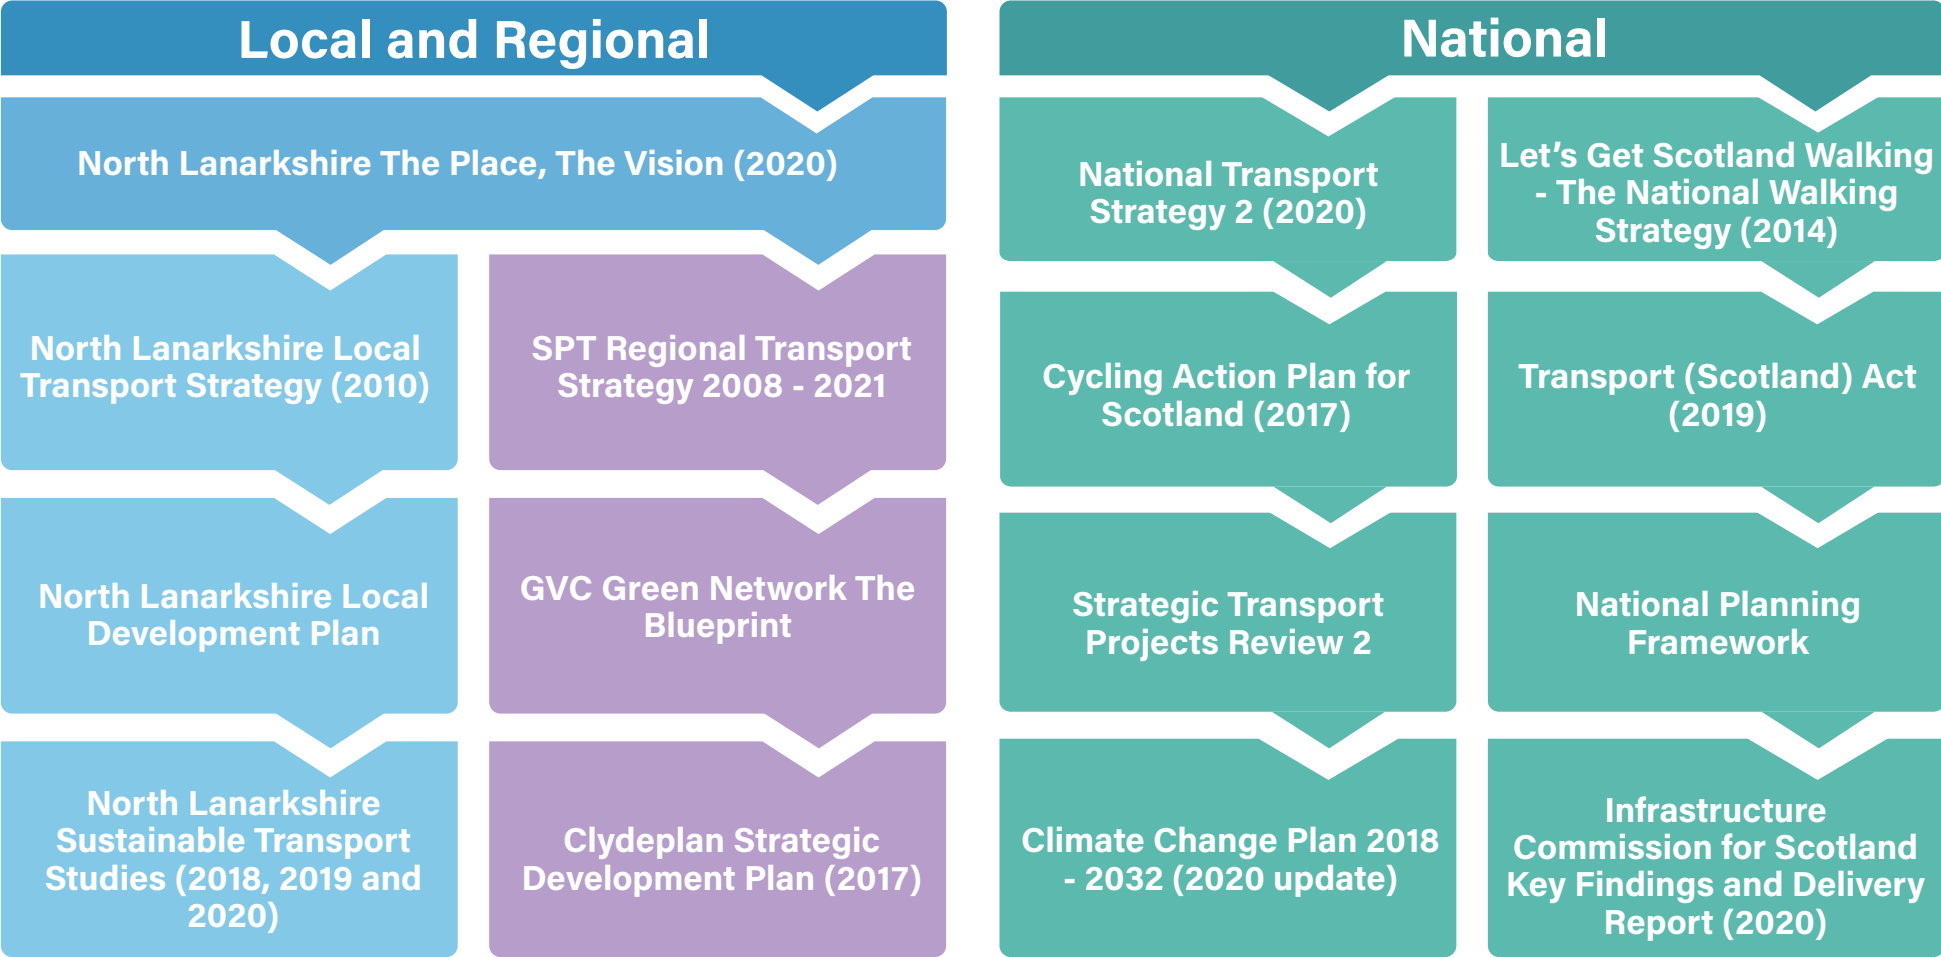 Local and Regional
North Lanarkshire The Place, The Vision (2020)
North Lanarkshire Local
Transport Strategy (2010)
SPT Regional Transport
Strategy 2008 - 2021
North Lanarkshire Local
Development Plan
GVC Green Network The
Blueprint
North Lanarkshire
Sustainable Transport
Studies (2018, 2019 and
2020)
Clydeplan Strategic
Development Plan (2017)
National
National Transport
Strategy 2 (2020)
Let’s Get Scotland Walking
- The National Walking
Strategy (2014)
Cycling Action Plan for
Scotland (2017)
Transport (Scotland) Act
(2019)
Strategic Transport
Projects Review 2
National Planning
Framework
Climate Change Plan 2018
- 2032 (2020 update)
Infrastructure
Commission for Scotland
Key Findings and Delivery
Report (2020)